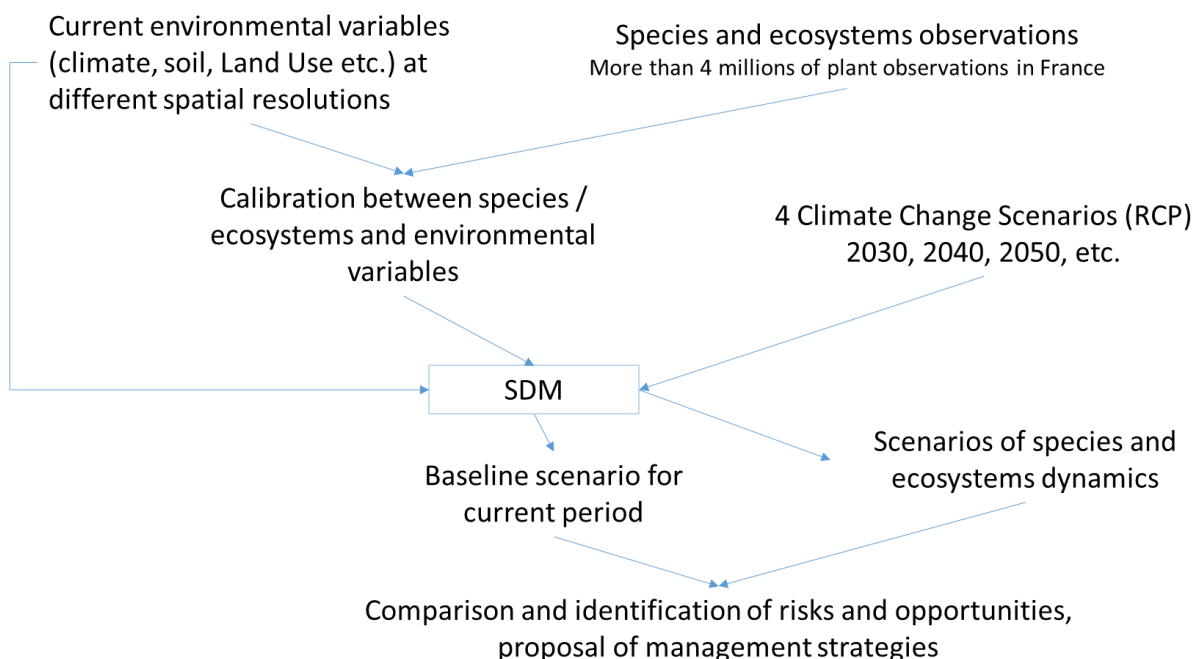 Current environmental variables
(climate, soil, Land Use etc.) at
different spatial resolutions
Species and ecosystems observations
More than 4 millions of plant observations in France
Calibration between species /
ecosystems and environmental
variables
4 Climate Change Scenarios (RCP)
2030, 2040, 2050, etc.
SDM
Baseline scenario for
current period
Scenarios of species and
ecosystems dynamics
Comparison and identification of risks and opportunities,
proposal of management strategies